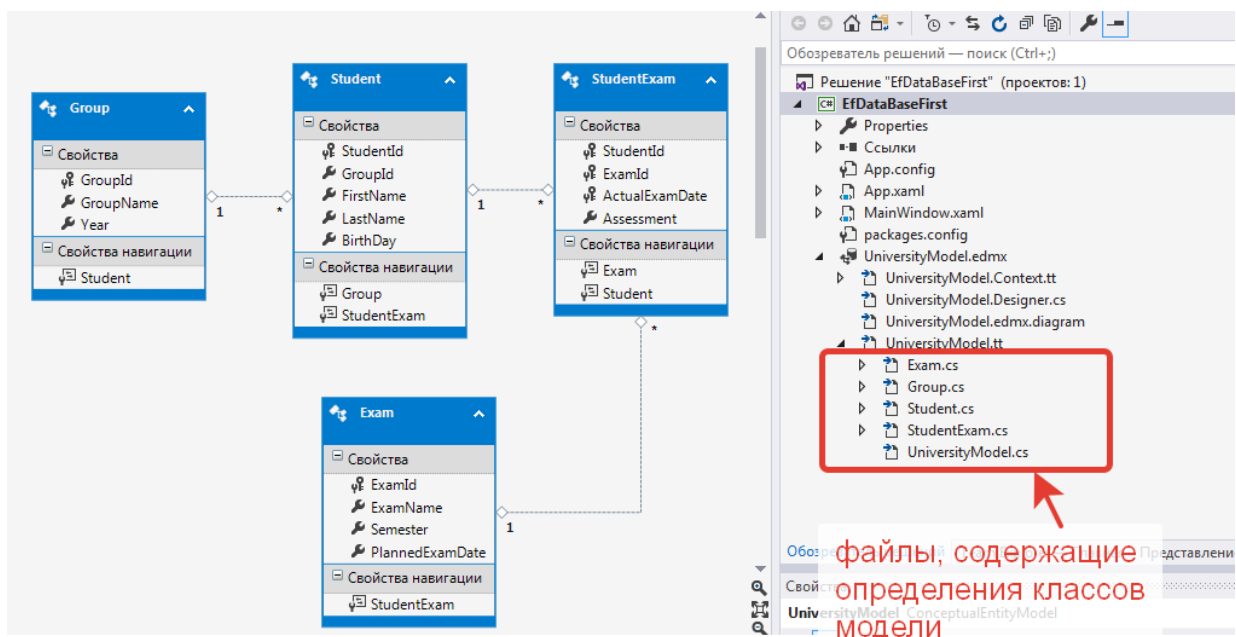 Group
Свойства
GroupId
GroupName
Year
Свойства навигации
Student
1
*
Student
Свойства
StudentId
GroupId
FirstName
LastName
BirthDay
Свойства навигации
Group
StudentExam
1
*
StudentExam
Свойства
StudentId
ExamId
ActualExamDate
Assessment
Свойства навигации
Exam
Student
*
Exam
Свойства
ExamId
ExamName
Semester
PlannedExamDate
Свойства навигации
StudentExam
1
Обозреватель решений — поиск (Ctrl+;)
Решение "EfDataBaseFirst" (проектов: 1)
C# EfDataBaseFirst
Properties
Ссылки
App.config
App.xaml
MainWindow.xaml
packages.config
UniversityModel.edmx
UniversityModel.Context.tt
UniversityModel.Designer.cs
UniversityModel.edmx.diagram
UniversityModel.tt
Exam.cs
Group.cs
Student.cs
StudentExam.cs
UniversityModel.cs
файлы, содержащие
определения классов
модели
UniversityModel ConceptualEntityModel